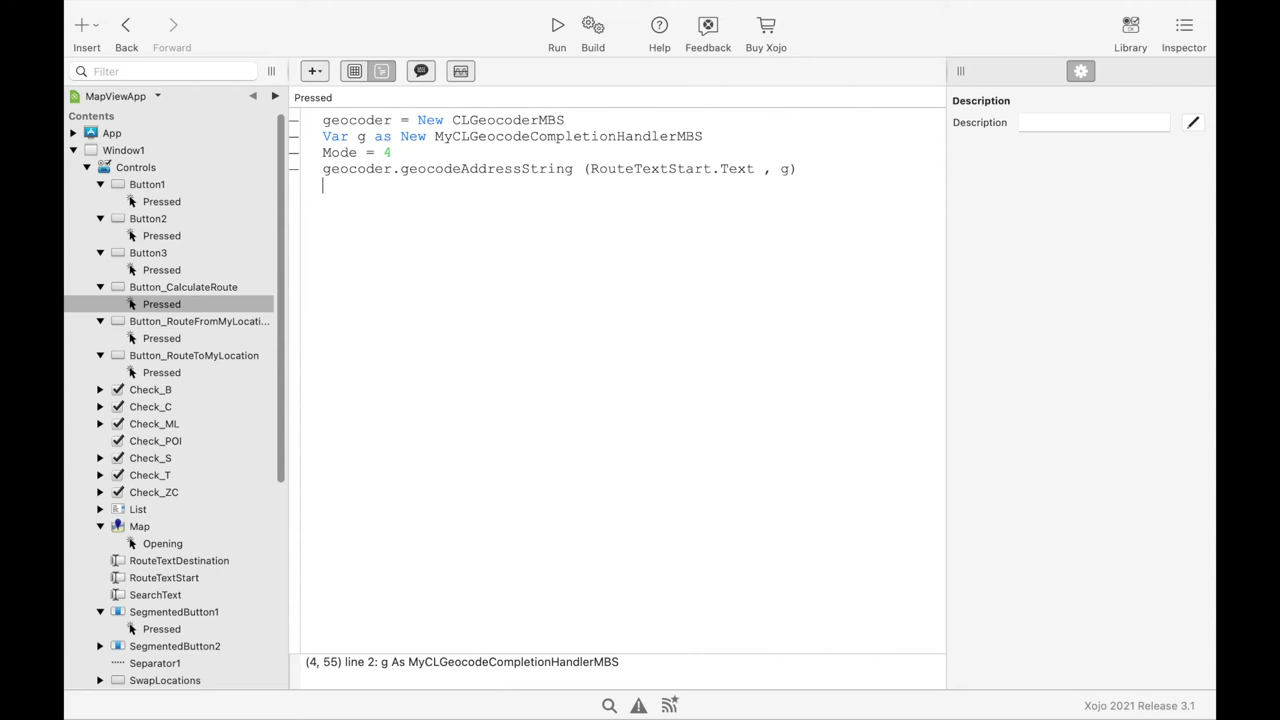 Insert
Back
Forward
Run
Build
Help
Feedback
Buy Xojo
Library
Inspector
Filter
MapViewApp
Contents
App
Window1
Controls
Button1
Pressed
Button2
Pressed
Button3
Pressed
Button_CalculateRoute
Pressed
Button_RouteFromMyLocati...
Pressed
Button_RouteToMyLocation
Pressed
Check_B
Check_C
Check_ML
Check_POI
Check_S
Check_T
Check_ZC
List
Map
Opening
RouteTextDestination
RouteTextStart
SearchText
SegmentedButton1
Pressed
SegmentedButton2
Separator1
SwapLocations
Pressed
geocoder = New CLGeocoderMBS
Var g as New MyCLGeocodeCompletionHandlerMBS
Mode = 4
geocoder.geocodeAddressString (RouteTextStart.Text , g)
(4, 55) line 2: g As MyCLGeocodeCompletionHandlerMBS
Description
Description
Xojo 2021 Release 3.1